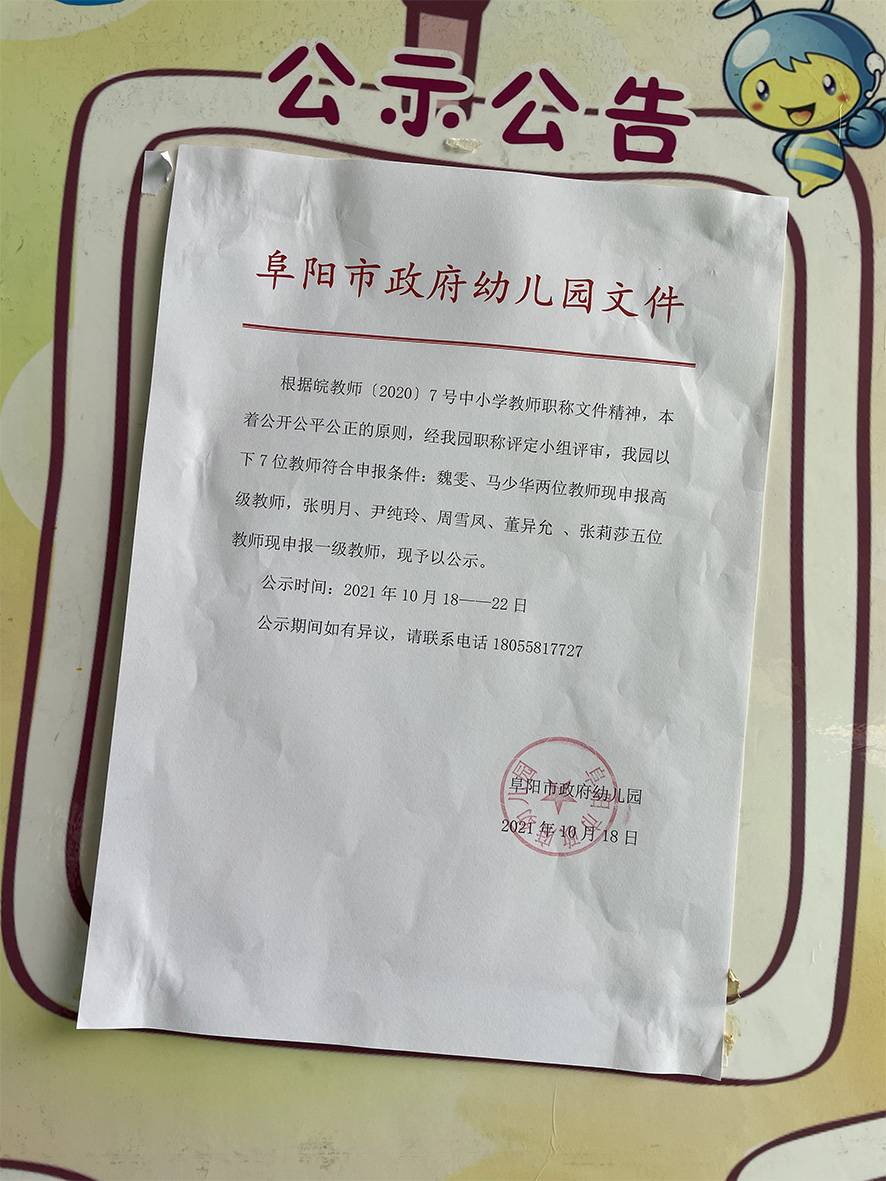 公示公告
阜阳市政府幼儿园文件
根据皖教师〔2020〕7号中小学教师职称文件精神，本
着公开公平公正的原则，经我园职称评定小组评审，我园以
下7位教师符合申报条件：魏雯、马少华两位教师现申报高
级教师，张明月、尹纯玲、周雪凤、董异允 、张莉莎五位
教师现申报一级教师，现予以公示。
公示时间：2021年10月18——22日
公示期间如有异议，请联系电话18055817727
阜阳市政府幼儿园
2021年10月18日
阜阳市政府幼儿园